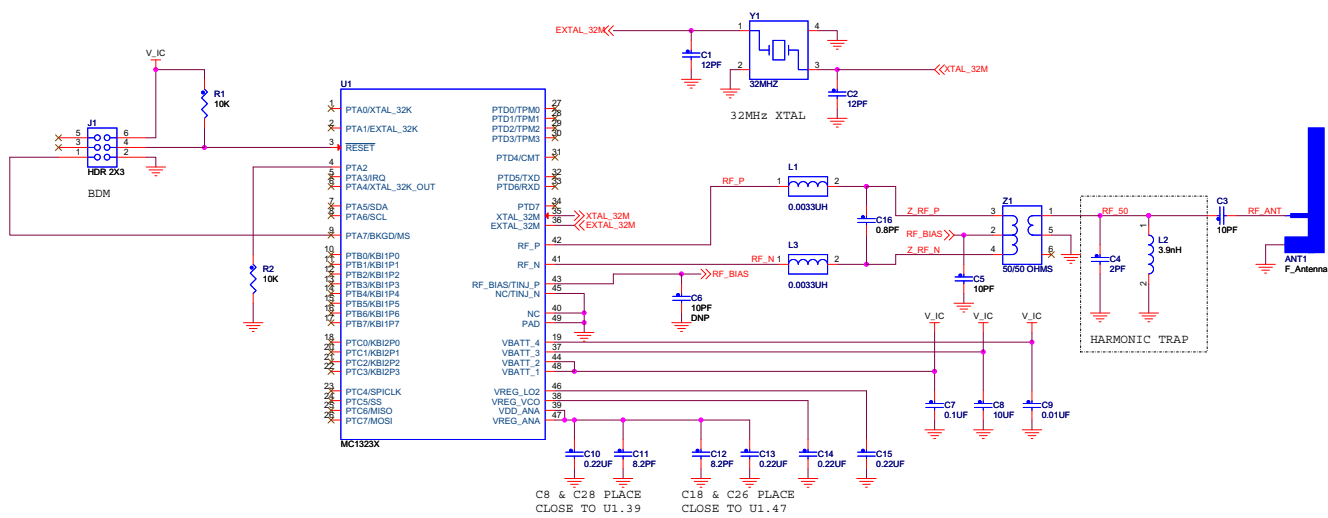 V_IC
R1
10K
J1
5
6
3
4
1
2
HDR 2X3
BDM
R2
10K
U1
1
PTA0/XTAL_32K
2
PTA1/EXTAL_32K
3
RESET
4
PTA2
5
PTA3/IRQ
6
PTA4/XTAL_32K_OUT
7
PTA5/SDA
8
PTA6/SCL
9
PTA7/BKGD/MS
10
PTB0/KBI1P0
11
PTB1/KBI1P1
12
PTB2/KBI1P2
13
PTB3/KBI1P3
14
PTB4/KBI1P4
15
PTB5/KBI1P5
16
PTB6/KBI1P6
17
PTB7/KBI1P7
18
PTC0/KBI2P0
20
PTC1/KBI2P1
21
PTC2/KBI2P2
22
PTC3/KBI2P3
23
PTC4/SPICLK
24
PTC5/SS
25
PTC6/MISO
26
PTC7/MOSI
PTD0/TPM0
27
PTD1/TPM1
28
PTD2/TPM2
29
PTD3/TPM3
30
PTD4/CMT
31
PTD5/TXD
32
PTD6/RXD
33
PTD7
34
XTAL_32M
35
XTAL_32M
EXTAL_32M
36
EXTAL_32M
RF_P
42
RF_N
41
RF_BIAS/TINJ_P
43
RF_BIAS
NC/TINJ_N
45
NC
40
PAD
49
VBATT_4
19
VBATT_3
37
VBATT_2
44
VBATT_1
48
VREG_LO2
46
VREG_VCO
38
VDD_ANA
39
VREG_ANA
47
MC1323X
EXTAL_32M
C1
12PF
Y1
1
4
2
3
32MHZ
XTAL_32M
C2
12PF
32MHz XTAL
RF_P
1
L1
2
0.0033UH
C16
0.8PF
RF_N
1
L3
2
0.0033UH
C6
10PF
DNP
Z_RF_P
RF_BIAS
Z_RF_N
C5
10PF
Z1
3
1
2
5
4
6
50/50 OHMS
RF_50
C4
2PF
1
L2
3.9nH
2
HARMONIC TRAP
C3
10PF
RF_ANT
ANT1
F_Antenna
V_IC
V_IC
V_IC
C7
0.1UF
C8
10UF
C9
0.01UF
C10
0.22UF
C11
8.2PF
C12
8.2PF
C13
0.22UF
C14
0.22UF
C15
0.22UF
C8 & C28 PLACE
CLOSE TO U1.39
C18 & C26 PLACE
CLOSE TO U1.47